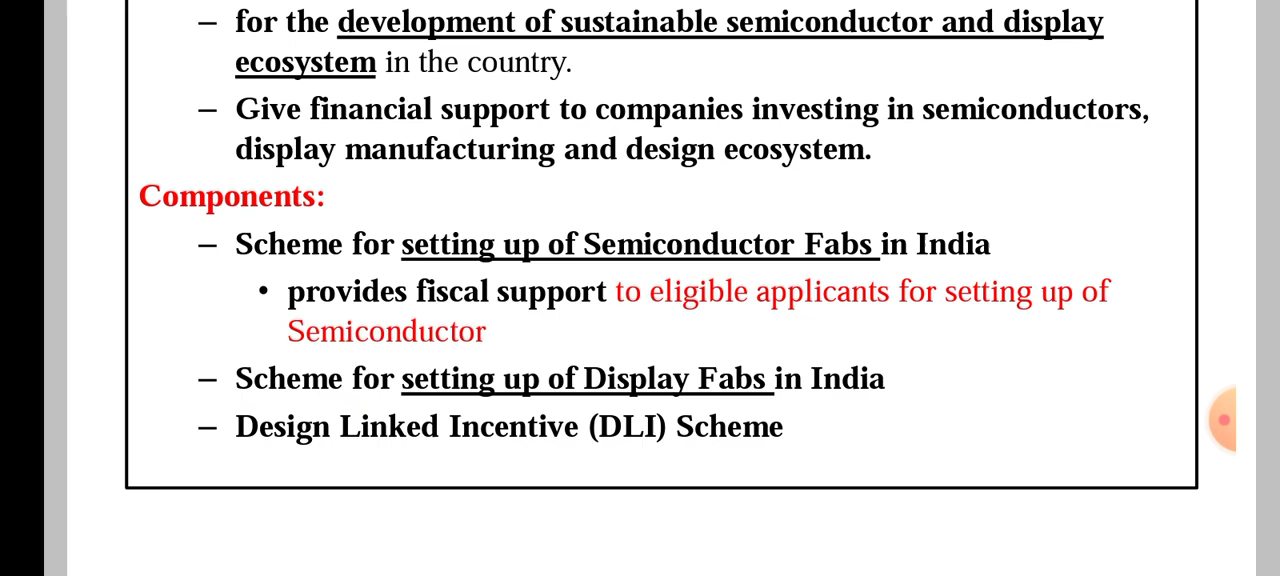 – for the development of sustainable semiconductor and display
ecosystem in the country.
– Give financial support to companies investing in semiconductors,
display manufacturing and design ecosystem.
Components:
– Scheme for setting up of Semiconductor Fabs in India
• provides fiscal support to eligible applicants for setting up of
Semiconductor
– Scheme for setting up of Display Fabs in India
– Design Linked Incentive (DLI) Scheme